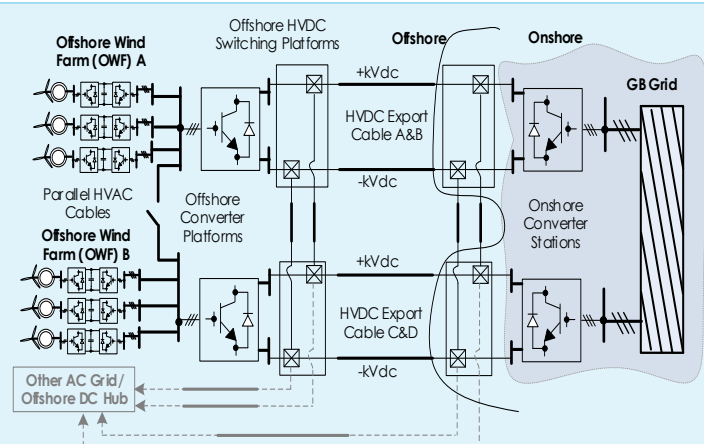 Offshore HVDC
Switching Platforms
Offshore
Onshore
Offshore Wind
Farm (OWF) A
+kVdc
GB Grid
HVDC Export
Cable A&B
Parallel HVAC
Cables
Offshore
Converter
Platforms
-kVdc
Onshore
Converter
Stations
Offshore Wind
Farm (OWF) B
+kVdc
HVDC Export
Cable C&D
-kVdc
Other AC Grid/
Offshore DC Hub